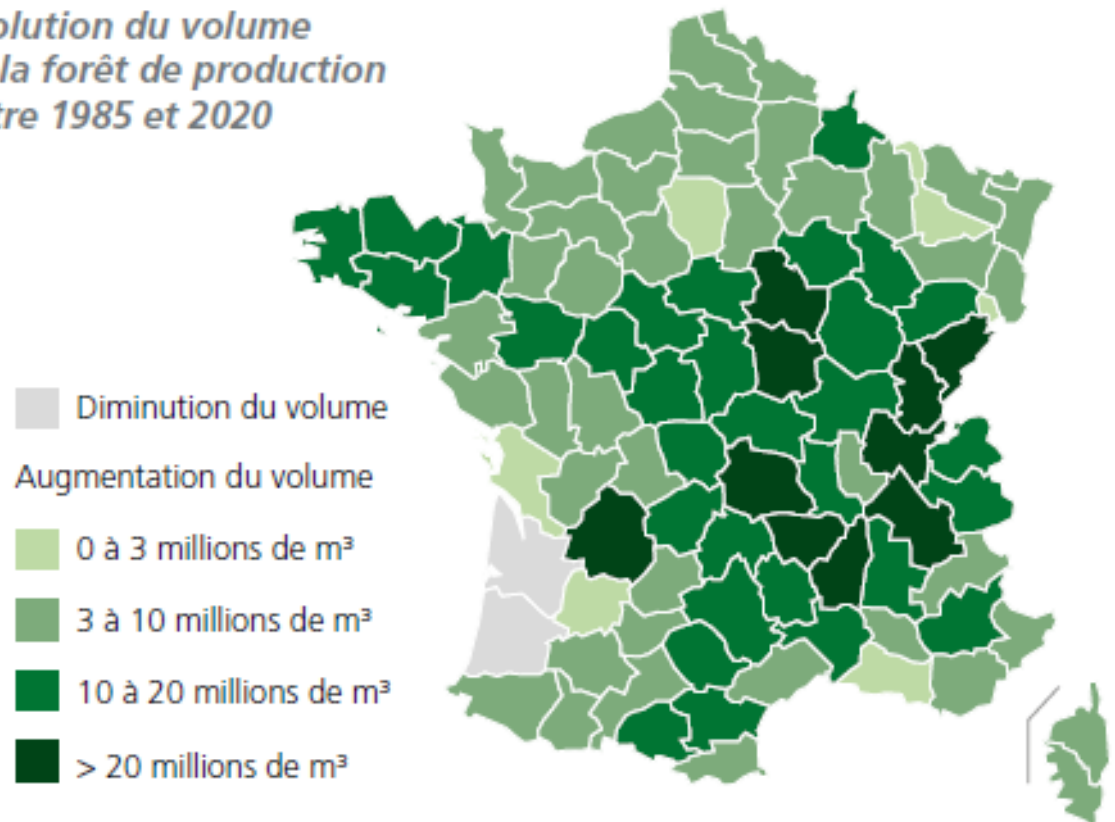 olution du volume
la forêt de production
tre 1985 et 2020
Diminution du volume
Augmentation du volume
0 à 3 millions de m³
3 à 10 millions de m³
10 à 20 millions de m³
> 20 millions de m³